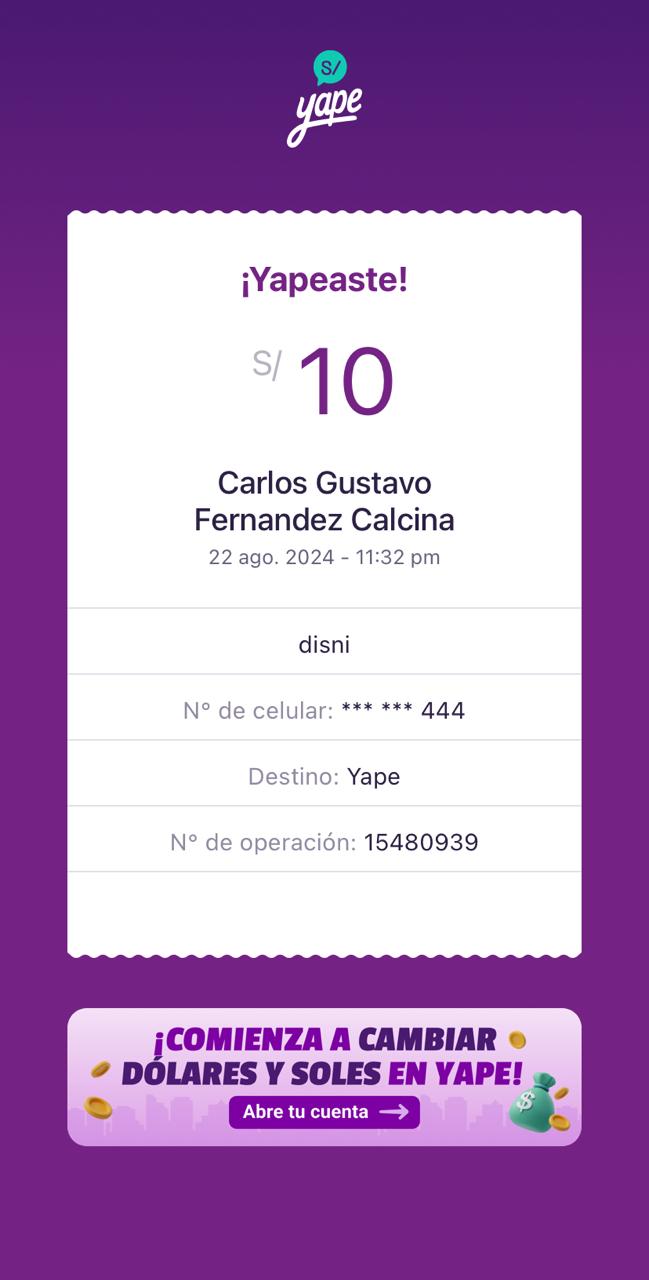 S/
yape
¡Yapeaste!
S/ 10
Carlos Gustavo
Fernandez Calcina
22 ago. 2024 - 11:32 pm
disni
N° de celular: *** *** 444
Destino: Yape
N° de operación: 15480939
¡COMIENZA A CAMBIAR
DÓLARES Y SOLES EN YAPE!
Abre tu cuenta
$